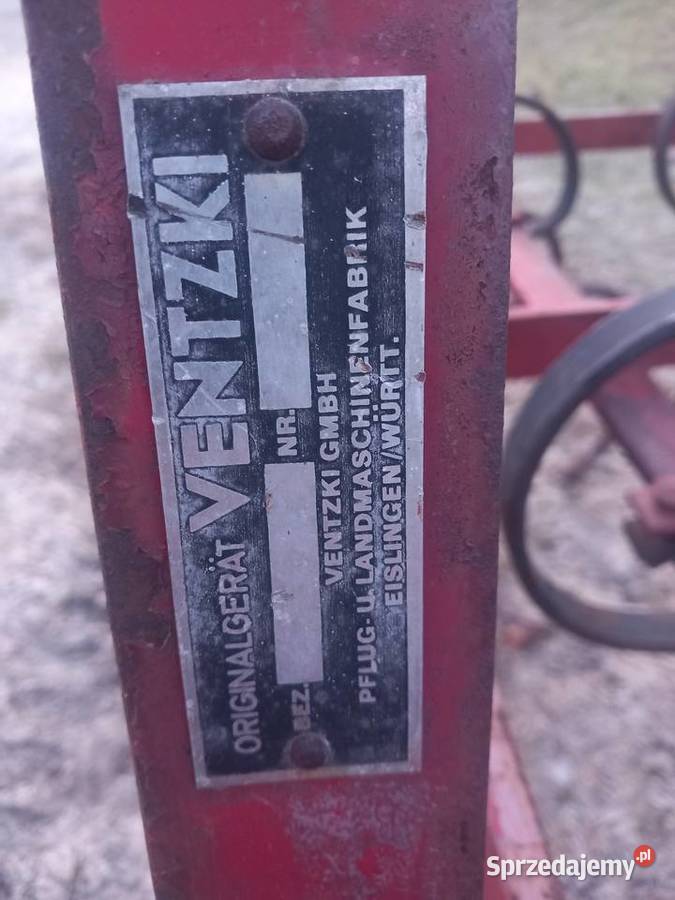 ORIGINALGERÄT VENTZKI
BEZ. NR.
VENTZKI GMBH
PFLUG- U. LANDMASCHINENFABRIK
EISLINGEN/WÜRTT.
Sprzedajemy.pl